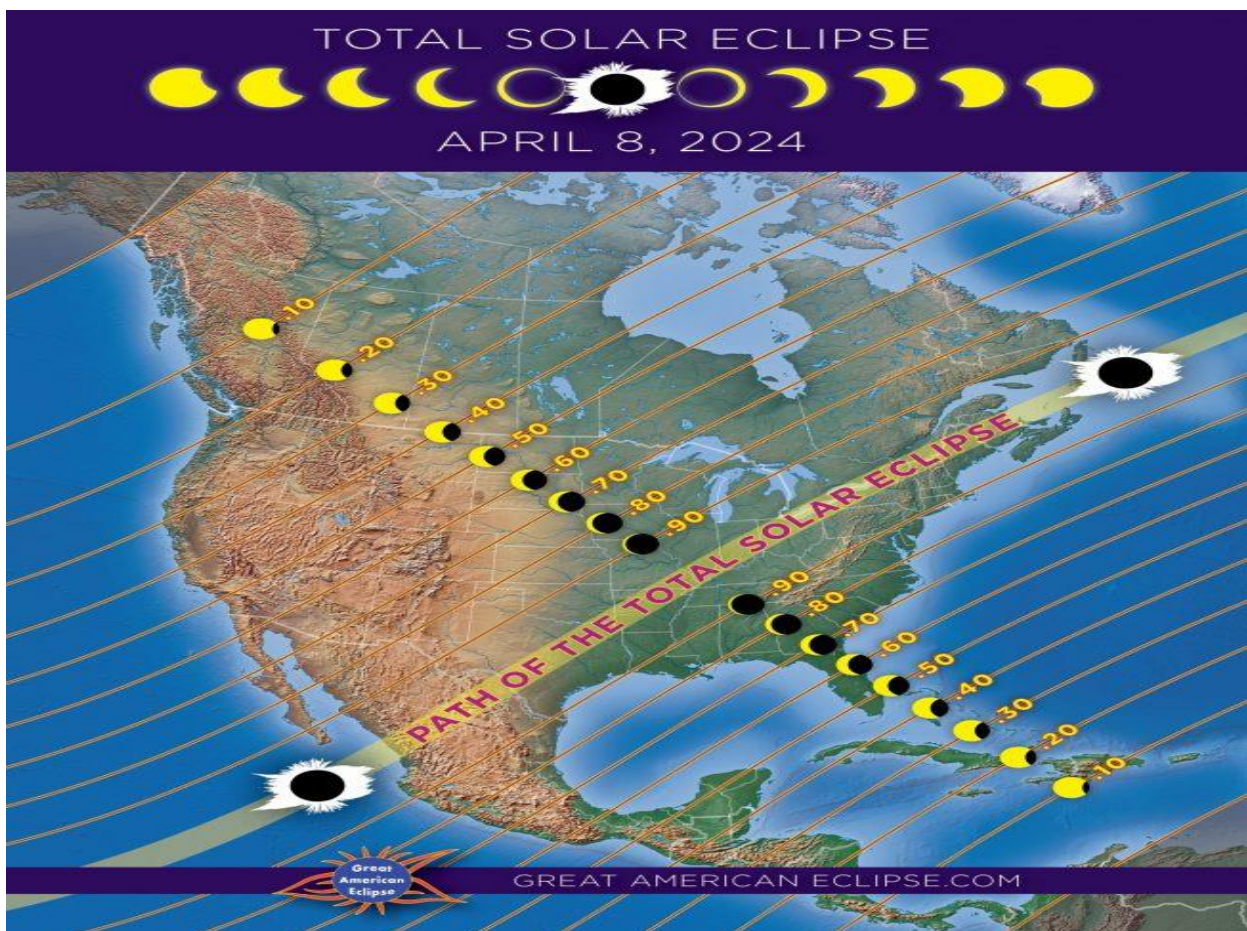 TOTAL SOLAR ECLIPSE
APRIL 8, 2024
.10
.20
.30
.40
.50
.60
.70
.80
.90
PATH OF THE TOTAL SOLAR ECLIPSE
.90
.80
.70
.60
.50
.40
.30
.20
.10
Great
American
Eclipse
GREAT AMERICAN ECLIPSE.COM